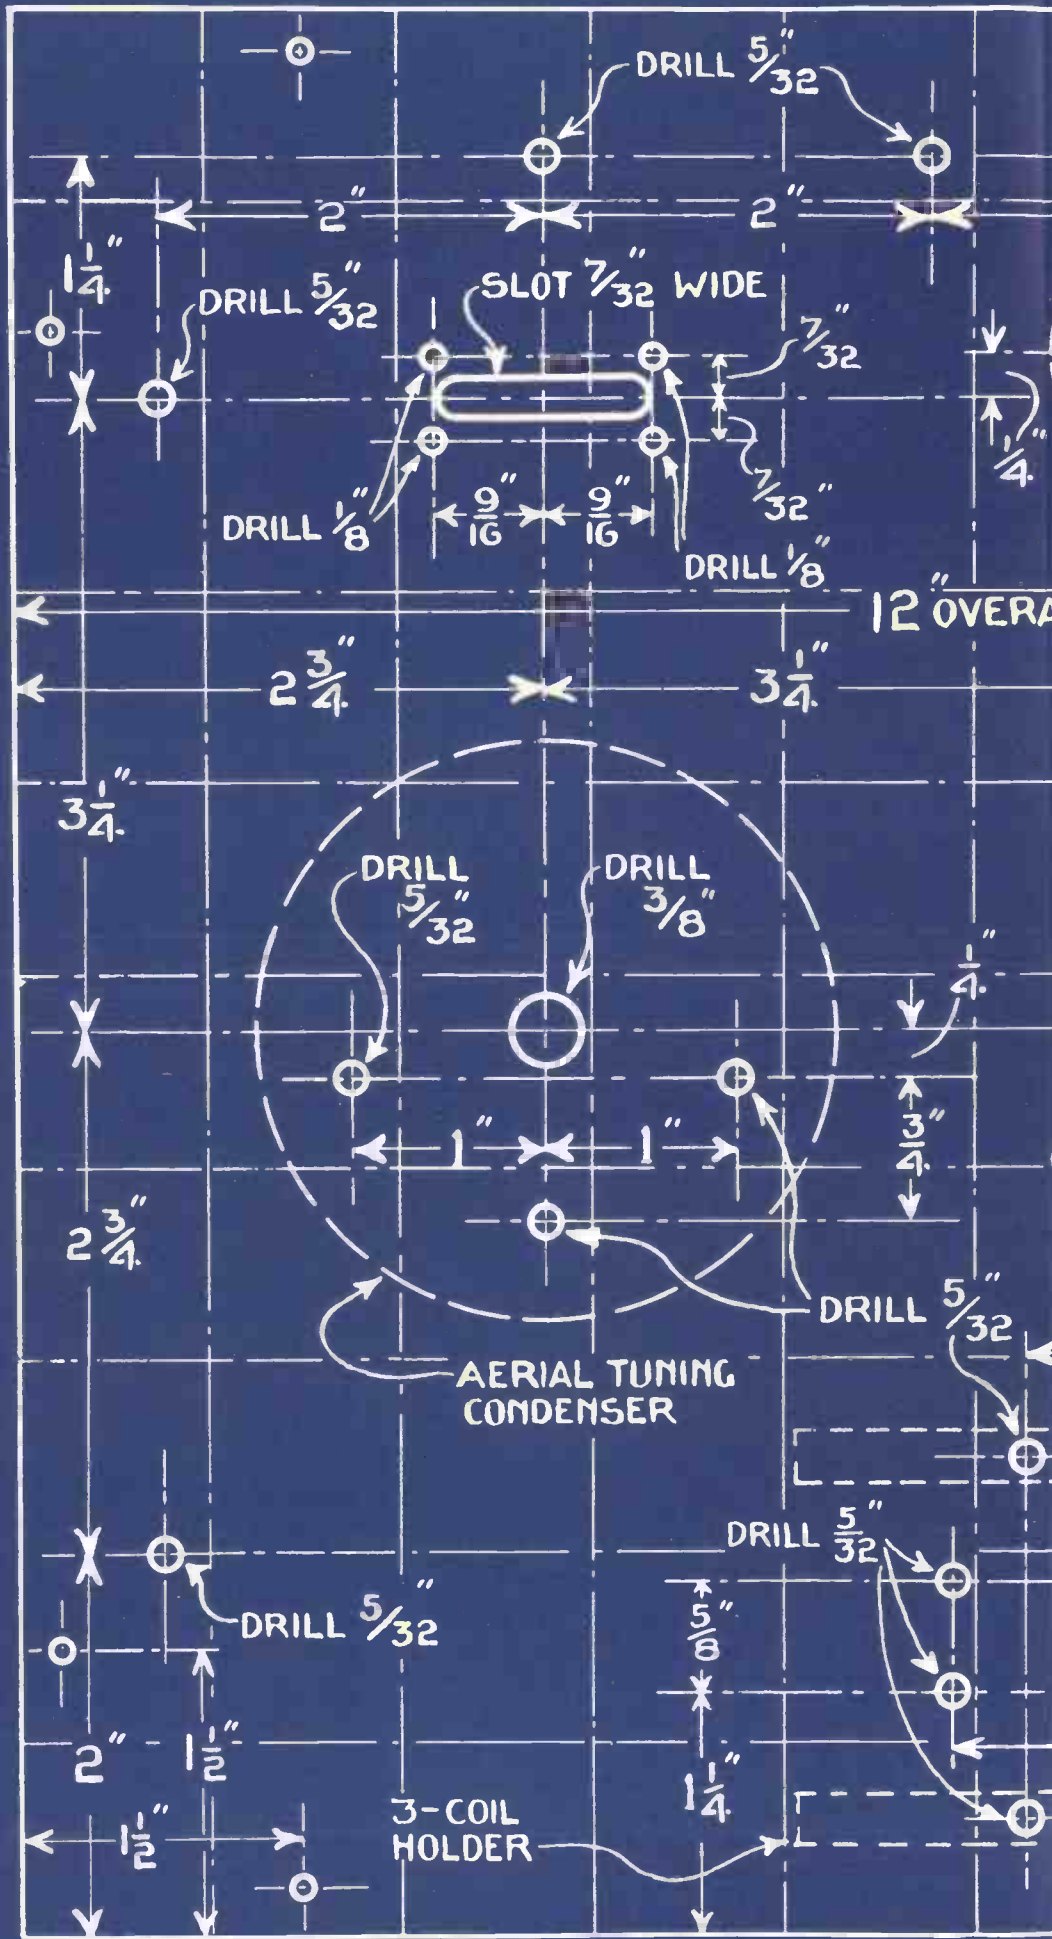 DRILL 5/32"
2"
2"
1 1/4"
SLOT 7/32" WIDE
DRILL 5/32"
7/32"
1/4"
7/32"
9/16"
9/16"
DRILL 1/8"
DRILL 1/8"
12" OVERA
2 3/4"
3 1/4"
3 1/4"
DRILL
5/32"
DRILL
3/8"
1/4"
1"
1"
3/4"
2 3/4"
DRILL 5/32"
AERIAL TUNING
CONDENSER
DRILL 5/32"
DRILL 5/32"
5/8"
2"
1 1/2"
1 1/4"
3-COIL
HOLDER
1 1/2"